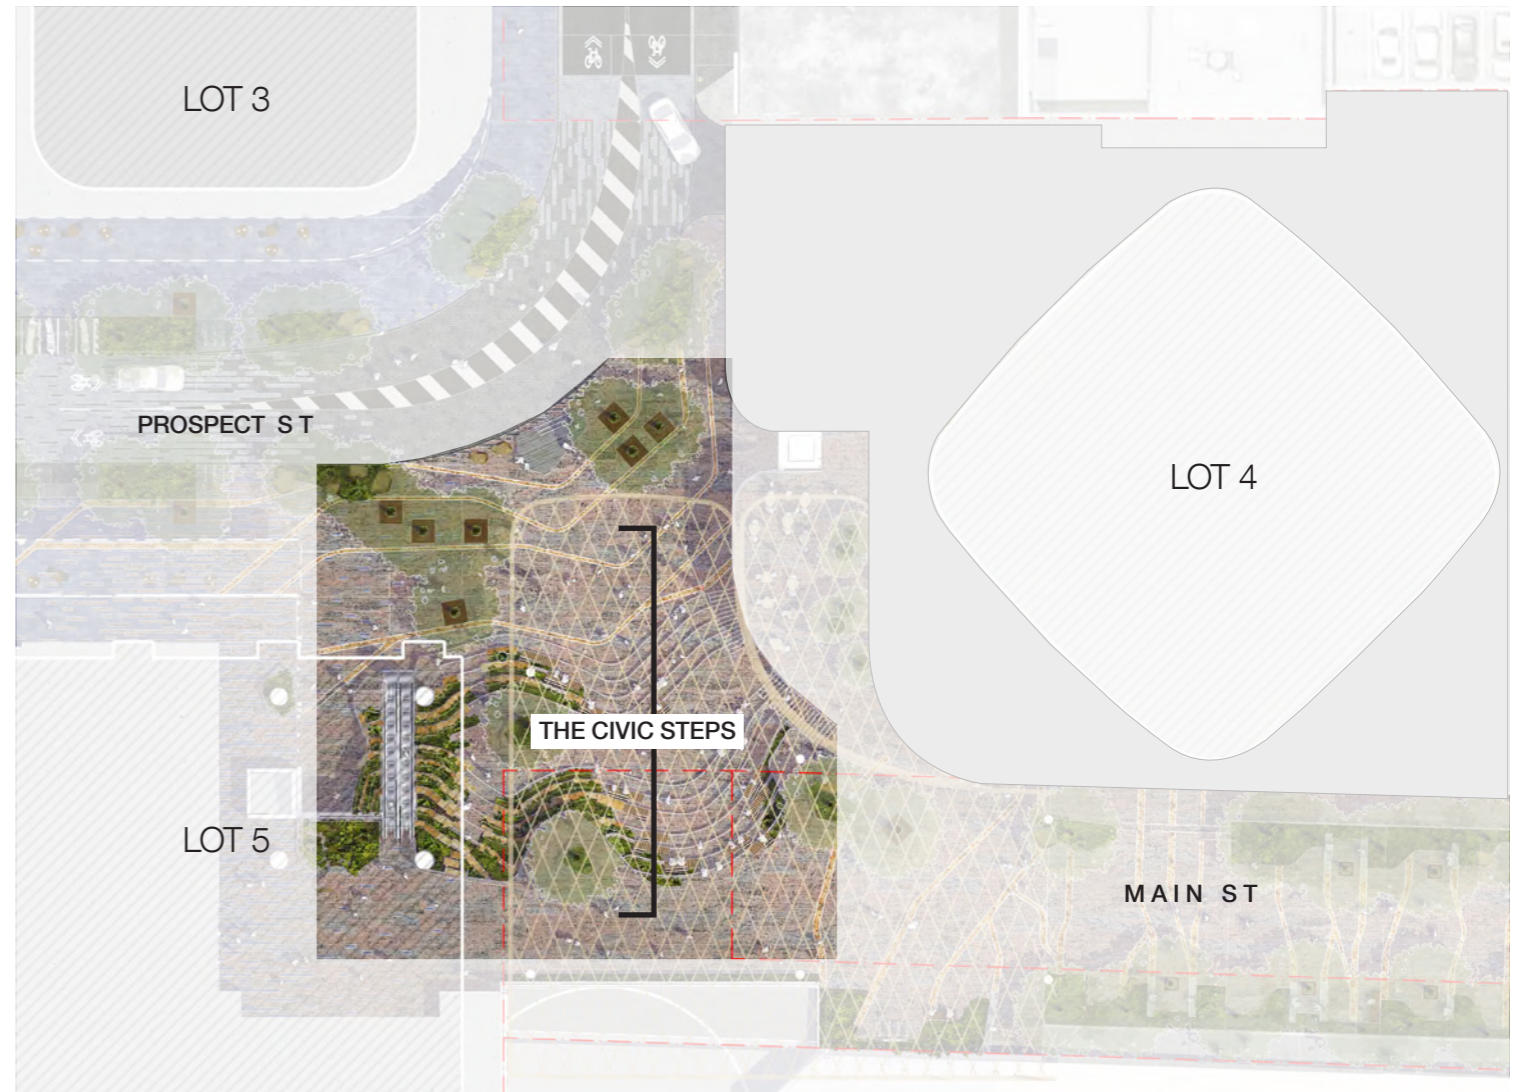 LOT 3
PROSPECT ST
LOT 4
THE CIVIC STEPS
LOT 5
MAIN ST